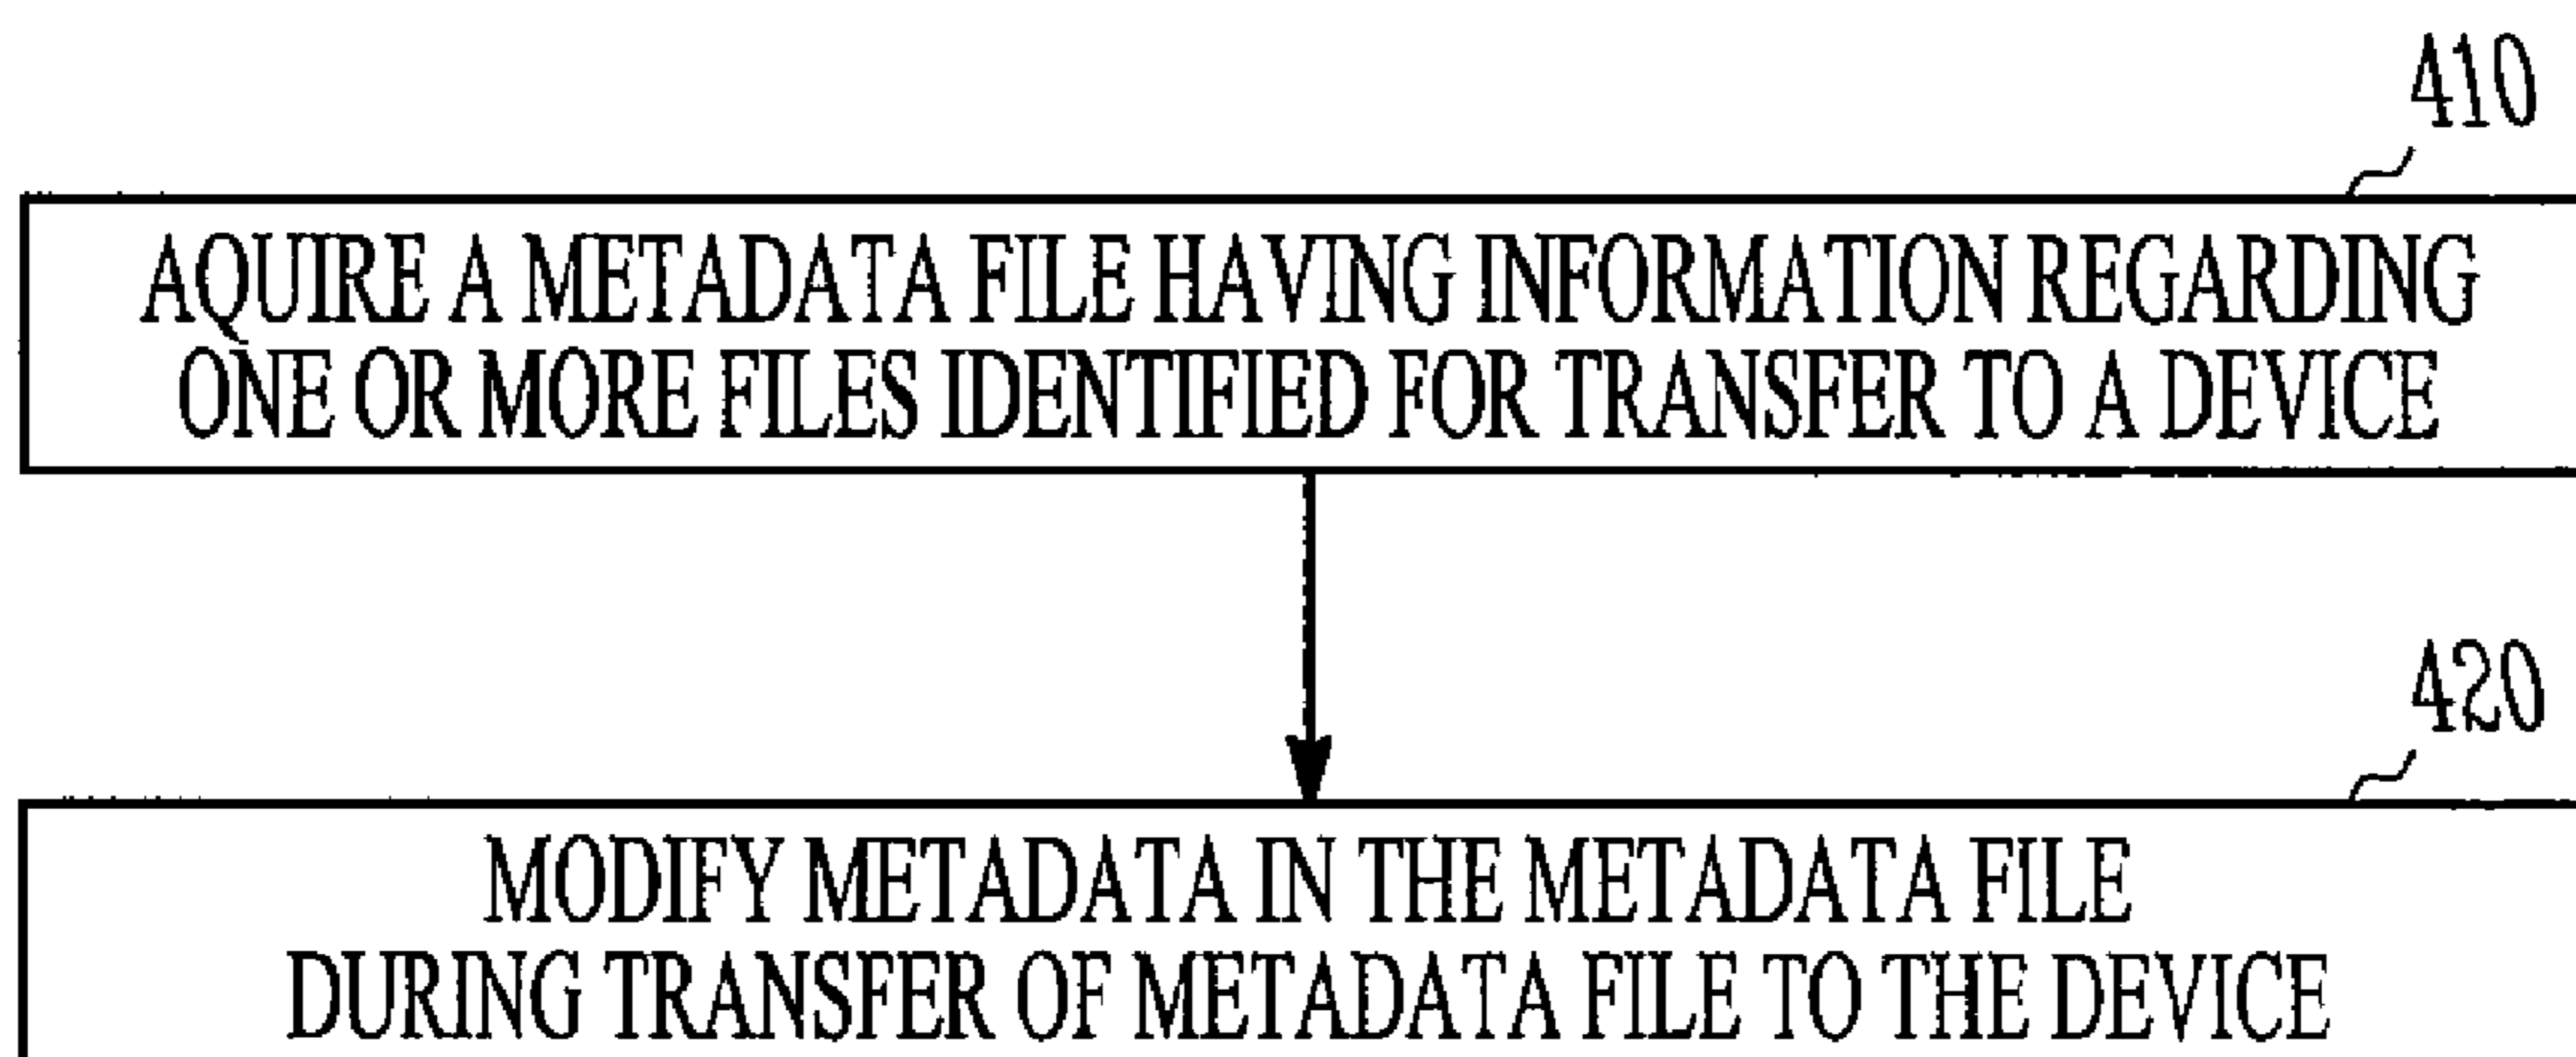 410
AQUIRE A METADATA FILE HAVING INFORMATION REGARDING
ONE OR MORE FILES IDENTIFIED FOR TRANSFER TO A DEVICE
420
MODIFY METADATA IN THE METADATA FILE
DURING TRANSFER OF METADATA FILE TO THE DEVICE